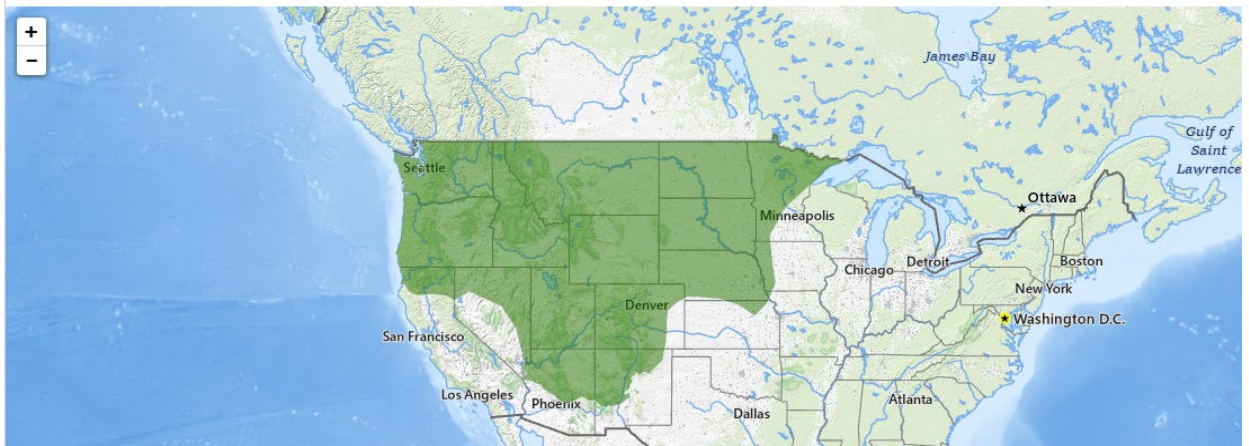 +
−
James Bay
Gulf of
Saint
Lawrence
Seattle
Ottawa
Minneapolis
Boston
Chicago
Detroit
New York
Denver
Washington D.C.
San Francisco
Los Angeles
Phoenix
Atlanta
Dallas